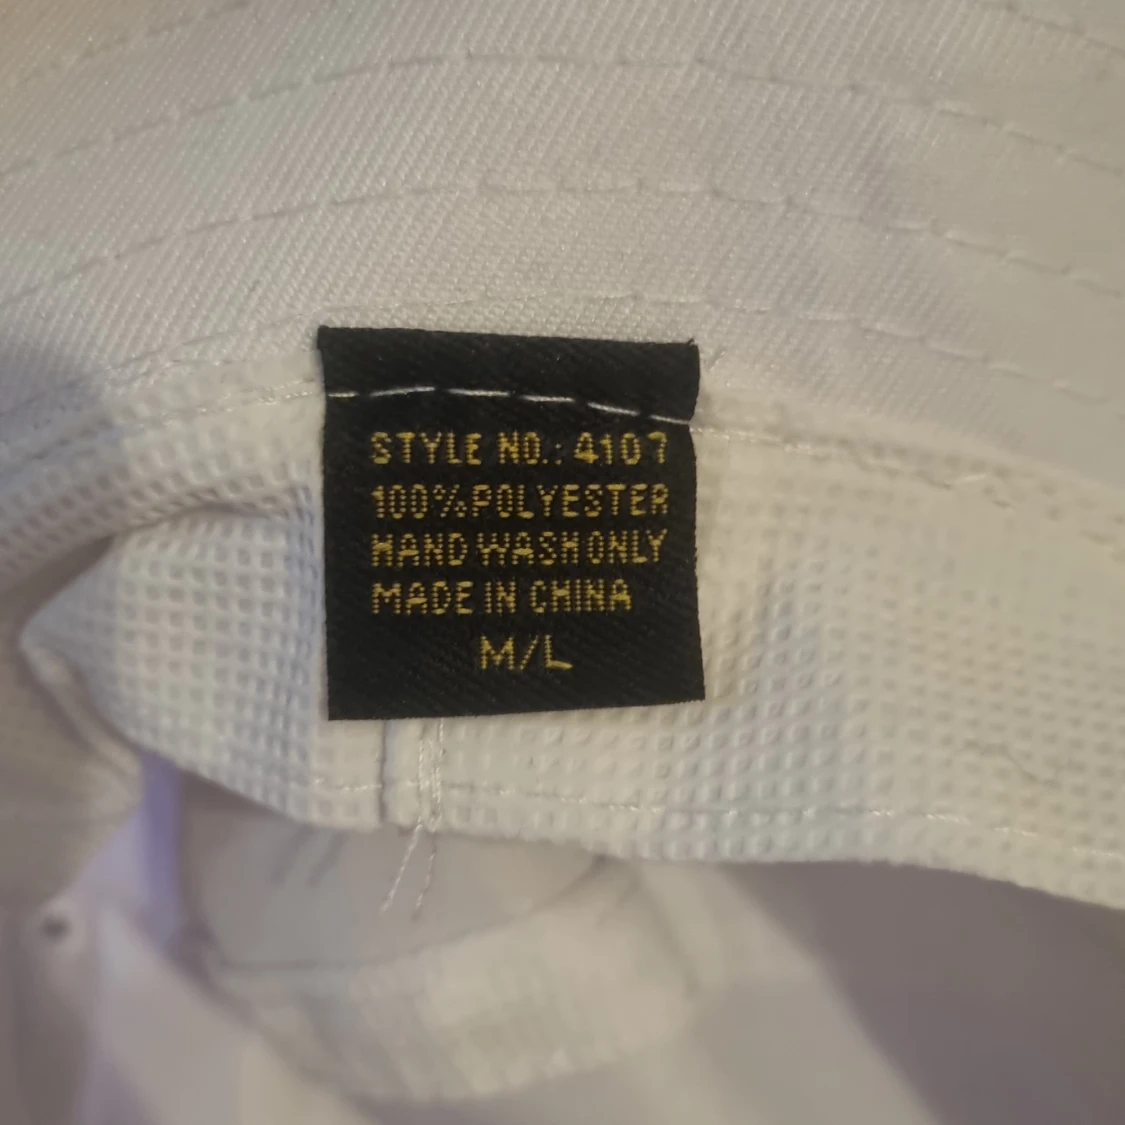 STYLE NO.: 4107
100%POLYESTER
HAND WASH ONLY
MADE IN CHINA
M/L